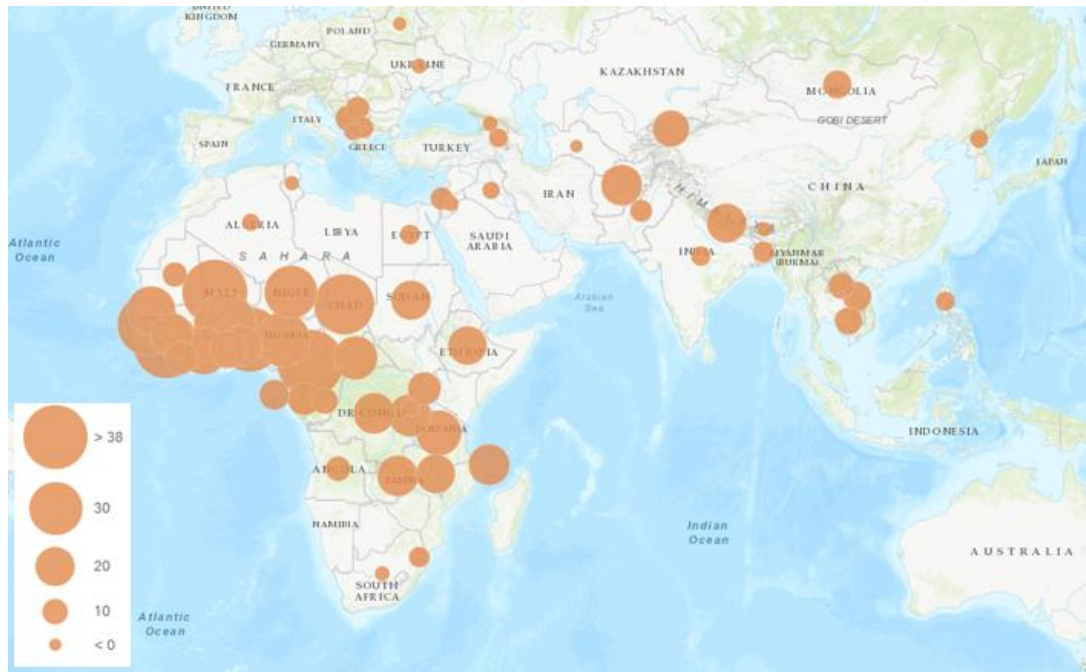 UNITED
KINGDOM
POLAND
GERMANY
UKRAINE
KAZAKHSTAN
FRANCE
MONGOLIA
ITALY
GOBI DESERT
SPAIN
GREECE
TURKEY
JAPAN
IRAN
CHINA
HIMALAYA
ALGERIA
LIBYA
EGYPT
SAUDI
ARABIA
Atlantic
Ocean
INDIA
MYANMAR
(BURMA)
SAHARA
MALI
NIGER
CHAD
SUDAN
Arabian
Sea
NIGERIA
ETHIOPIA
DR CONGO
TANZANIA
INDONESIA
ANGOLA
ZAMBIA
NAMIBIA
Indian
Ocean
AUSTRALIA
SOUTH
AFRICA
Atlantic
Ocean
> 38
30
20
10
< 0